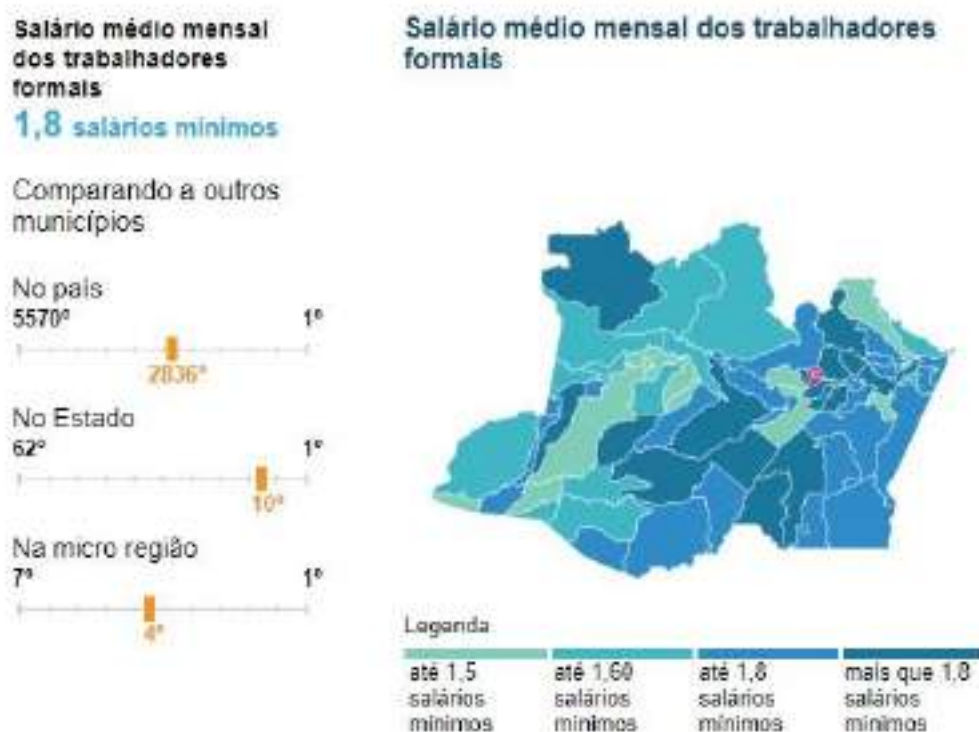 Salário médio mensal
dos trabalhadores
formais
1,8 salários mínimos
Comparando a outros
municípios
No país
5570º 1º
2836º
No Estado
62º 1º
10º
Na micro região
7º 1º
4º
Salário médio mensal dos trabalhadores
formais
Legenda
até 1,5
salários
mínimos
até 1,60
salários
mínimos
até 1,8
salários
mínimos
mais que 1,8
salários
mínimos